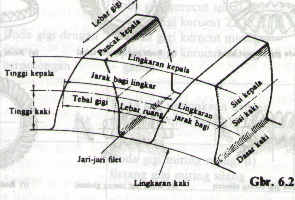 Lebar gigi
Puncak kepala
Lingkaran kepala
Tinggi kepala
Jarak bagi lingkar
Sisi kepala
Tebal gigi
Lebar ruang
Lingkaran
jarak bagi
Sisi kaki
Tinggi kaki
Dasar kaki
Jari-jari filet
Lingkaran kaki
Gbr. 6.2